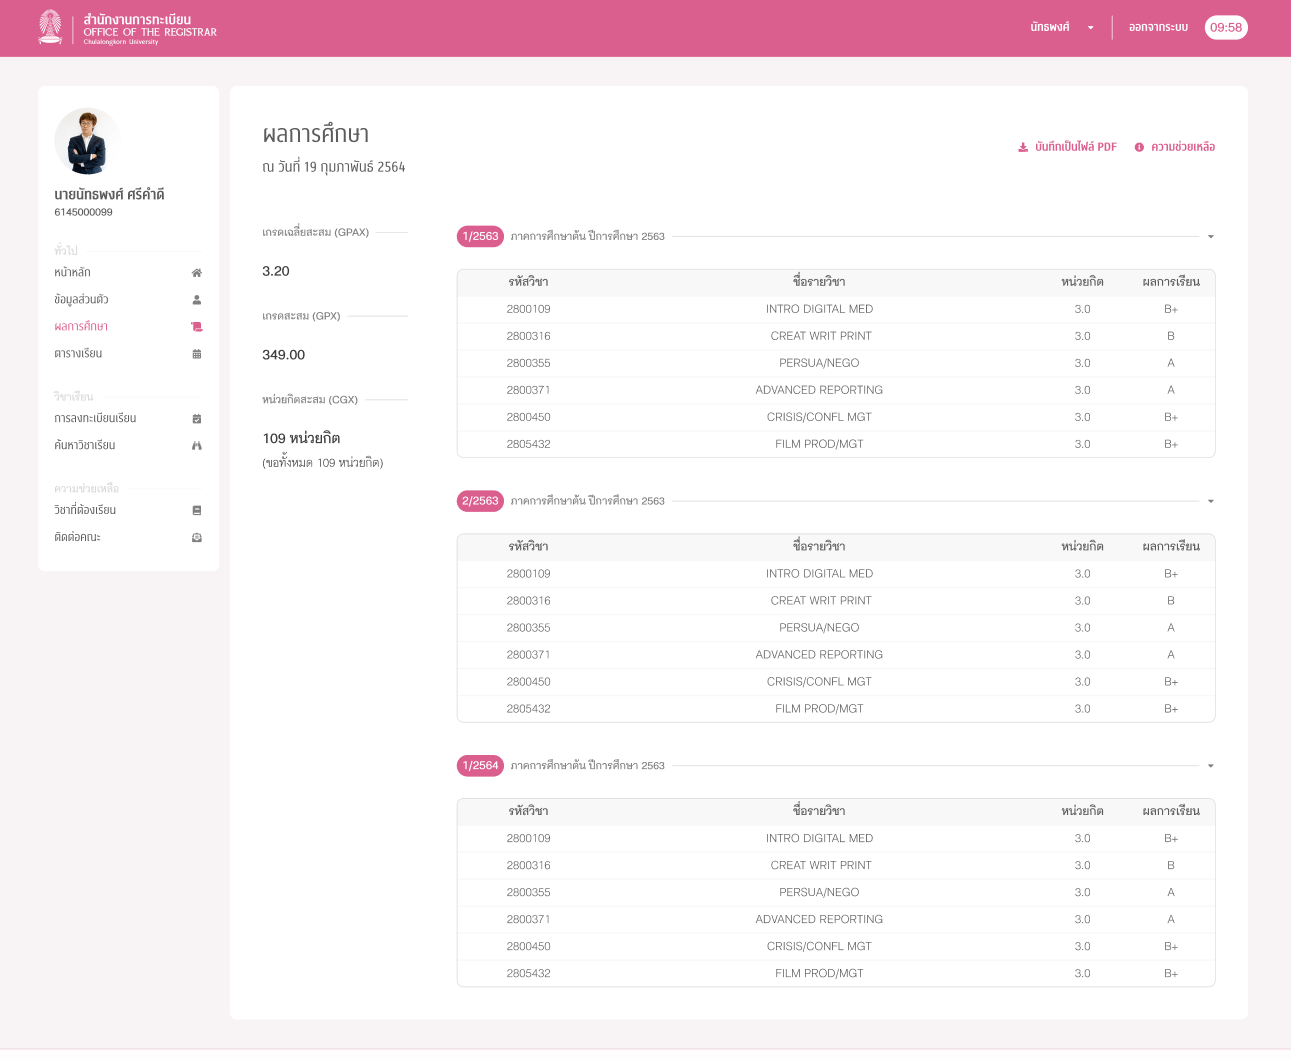 สำนักงานการทะเบียน
OFFICE OF THE REGISTRAR
Chulalongkorn University
นัทธพงศ์
ออกจากระบบ
09:58
นายนัทธพงศ์ ศรีคำดี
6145000099
ทั่วไป
หน้าหลัก
ข้อมูลส่วนตัว
ผลการศึกษา
ตารางเรียน
วิชาเรียน
การลงทะเบียนเรียน
ค้นหาวิชาเรียน
ความช่วยเหลือ
วิชาที่ต้องเรียน
ติดต่อคณะ
ผลการศึกษา
ณ วันที่ 19 กุมภาพันธ์ 2564
บันทึกเป็นไฟล์ PDF
ความช่วยเหลือ
เกรดเฉลี่ยสะสม (GPAX)
3.20
เกรดสะสม (GPX)
349.00
หน่วยกิตสะสม (CGX)
109 หน่วยกิต
(ขอทั้งหมด 109 หน่วยกิต)
1/2563 ภาคการศึกษาต้น ปีการศึกษา 2563
รหัสวิชา ชื่อรายวิชา หน่วยกิต ผลการเรียน
2800109 INTRO DIGITAL MED 3.0 B+
2800316 CREAT WRIT PRINT 3.0 B
2800355 PERSUA/NEGO 3.0 A
2800371 ADVANCED REPORTING 3.0 A
2800450 CRISIS/CONFL MGT 3.0 B+
2805432 FILM PROD/MGT 3.0 B+
2/2563 ภาคการศึกษาต้น ปีการศึกษา 2563
รหัสวิชา ชื่อรายวิชา หน่วยกิต ผลการเรียน
2800109 INTRO DIGITAL MED 3.0 B+
2800316 CREAT WRIT PRINT 3.0 B
2800355 PERSUA/NEGO 3.0 A
2800371 ADVANCED REPORTING 3.0 A
2800450 CRISIS/CONFL MGT 3.0 B+
2805432 FILM PROD/MGT 3.0 B+
1/2564 ภาคการศึกษาต้น ปีการศึกษา 2563
รหัสวิชา ชื่อรายวิชา หน่วยกิต ผลการเรียน
2800109 INTRO DIGITAL MED 3.0 B+
2800316 CREAT WRIT PRINT 3.0 B
2800355 PERSUA/NEGO 3.0 A
2800371 ADVANCED REPORTING 3.0 A
2800450 CRISIS/CONFL MGT 3.0 B+
2805432 FILM PROD/MGT 3.0 B+